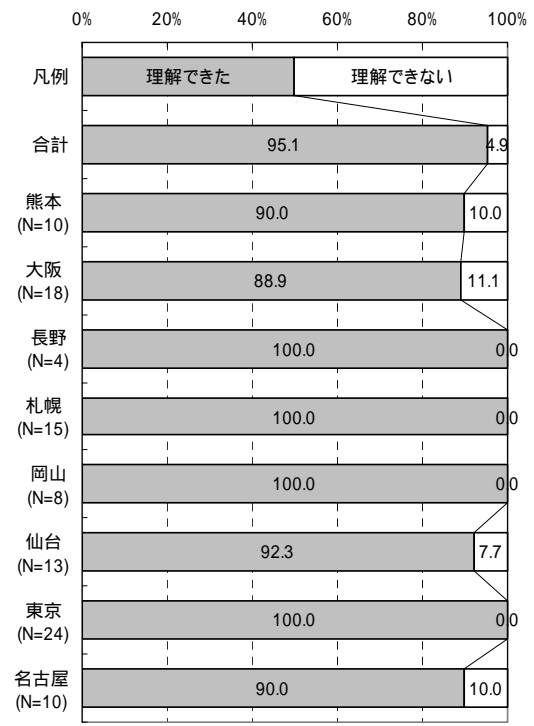 0% 20% 40% 60% 80% 100%
凡例 理解できた 理解できない
合計 95.1 4.9
熊本 90.0 10.0
(N=10)
大阪 88.9 11.1
(N=18)
長野 100.0 0.0
(N=4)
札幌 100.0 0.0
(N=15)
岡山 100.0 0.0
(N=8)
仙台 92.3 7.7
(N=13)
東京 100.0 0.0
(N=24)
名古屋 90.0 10.0
(N=10)